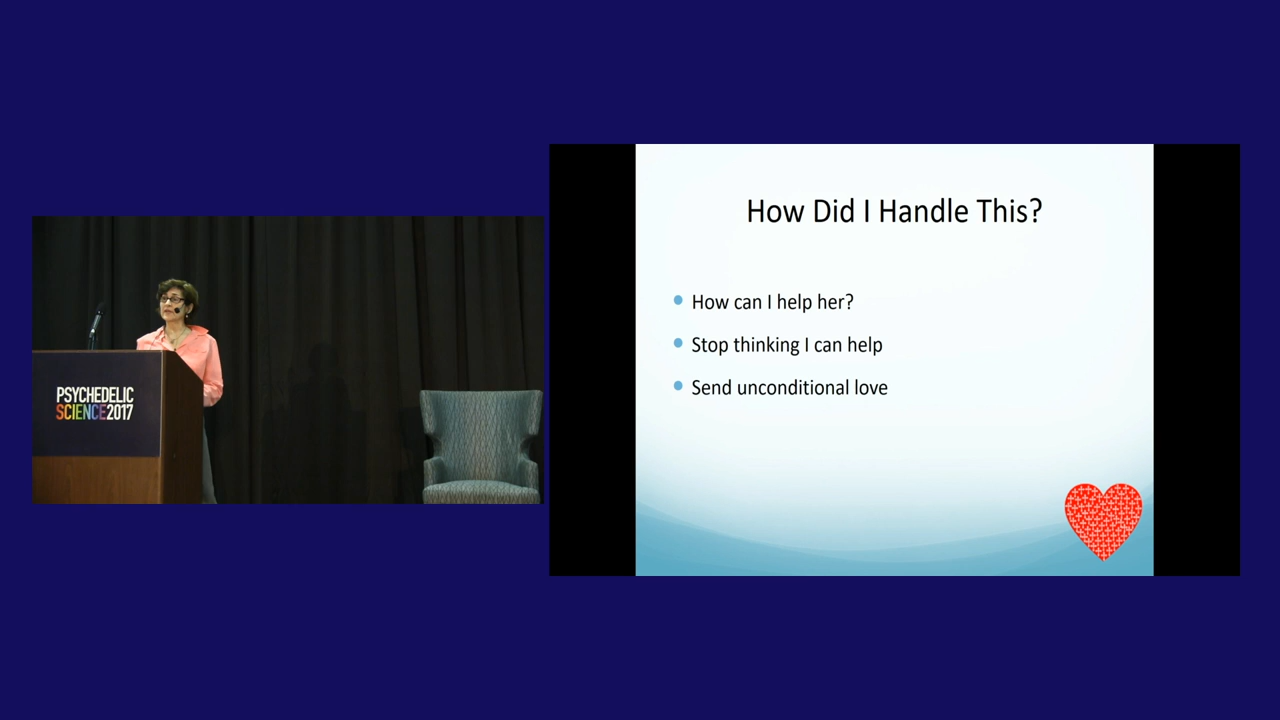 PSYCHEDELIC
SCIENCE2017
How Did I Handle This?
How can I help her?
Stop thinking I can help
Send unconditional love